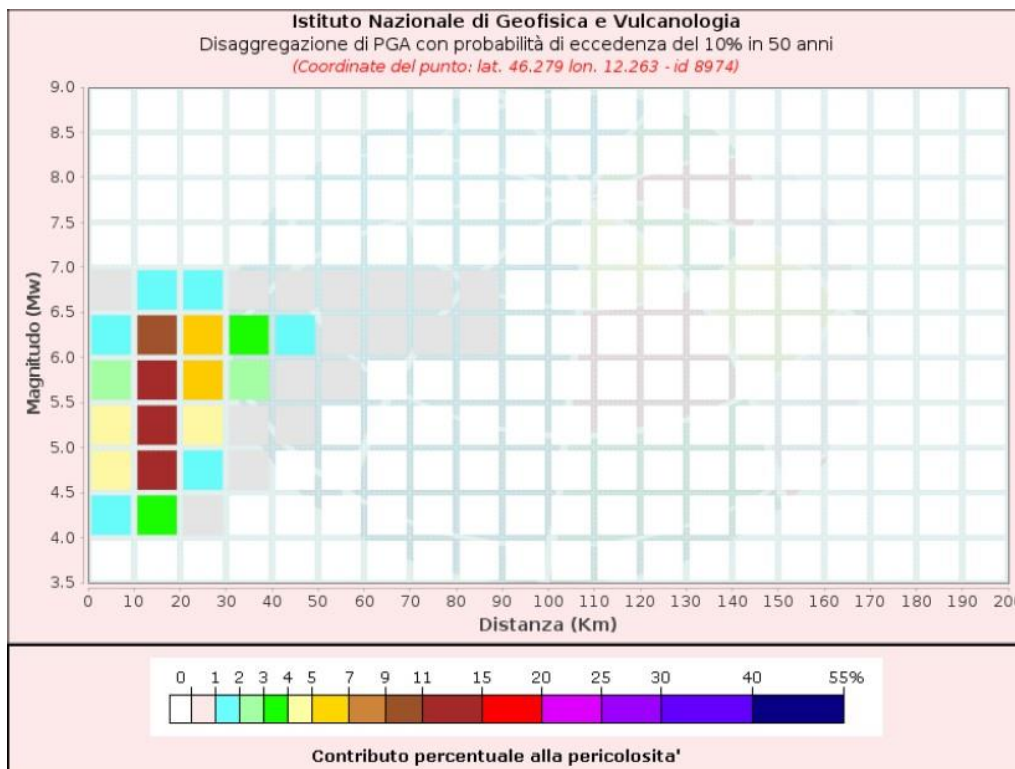 Istituto Nazionale di Geofisica e Vulcanologia
Disaggregazione di PGA con probabilità di eccedenza del 10% in 50 anni
(Coordinate del punto: lat. 46.279 lon. 12.263 - id 8974)
9.0
8.5
8.0
7.5
7.0
6.5
6.0
5.5
5.0
4.5
4.0
3.5
Magnitudo (Mw)
0 10 20 30 40 50 60 70 80 90 100 110 120 130 140 150 160 170 180 190 200
Distanza (Km)
0 1 2 3 4 5 7 9 11 15 20 25 30 40 55%
Contributo percentuale alla pericolosita'